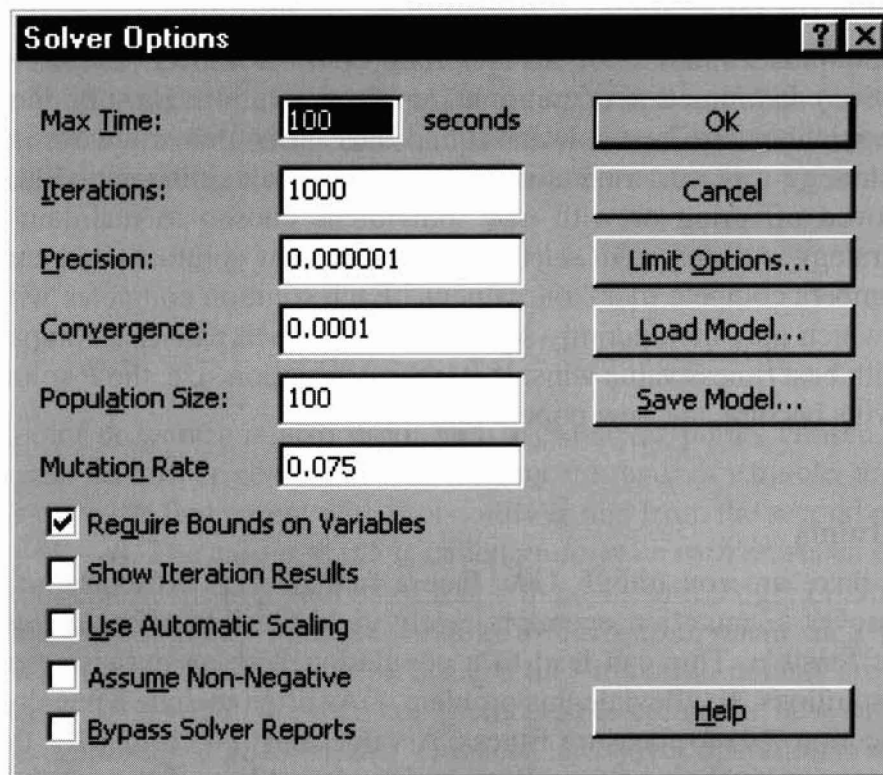 Solver Options
Max Time: 100 seconds
OK
Iterations: 1000
Cancel
Precision: 0.000001
Limit Options...
Convergence: 0.0001
Load Model...
Population Size: 100
Save Model...
Mutation Rate 0.075
Require Bounds on Variables
Show Iteration Results
Use Automatic Scaling
Assume Non-Negative
Bypass Solver Reports
Help